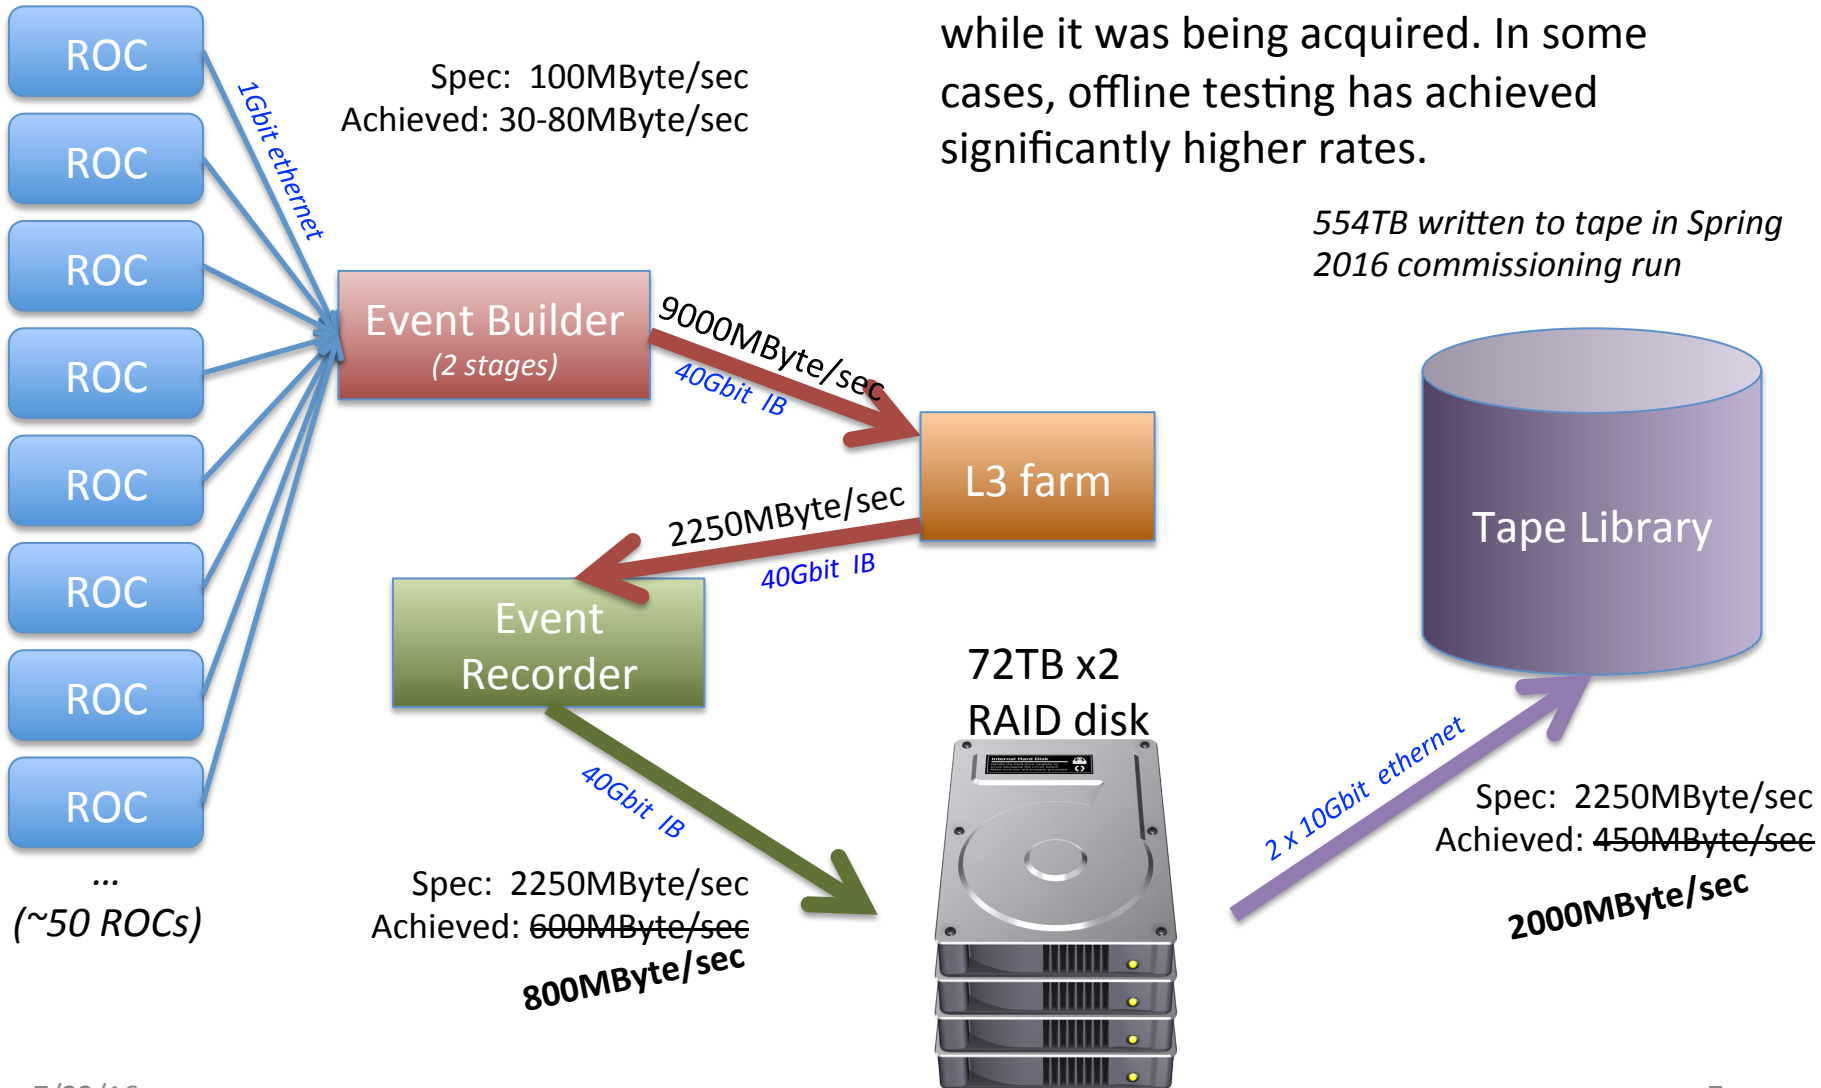 while it was being acquired. In some
cases, offline testing has achieved
significantly higher rates.
ROC
ROC
ROC
ROC
ROC
ROC
ROC
ROC
...
(~50 ROCs)
1Gbit ethernet
Spec: 100MByte/sec
Achieved: 30-80MByte/sec
554TB written to tape in Spring
2016 commissioning run
Event Builder
(2 stages)
9000MByte/sec
40Gbit IB
L3 farm
2250MByte/sec
40Gbit IB
Event
Recorder
40Gbit IB
Spec: 2250MByte/sec
Achieved: 600MByte/sec
800MByte/sec
72TB x2
RAID disk
Internal Hard Disk
2 x 10Gbit ethernet
Tape Library
Spec: 2250MByte/sec
Achieved: 450MByte/sec
2000MByte/sec